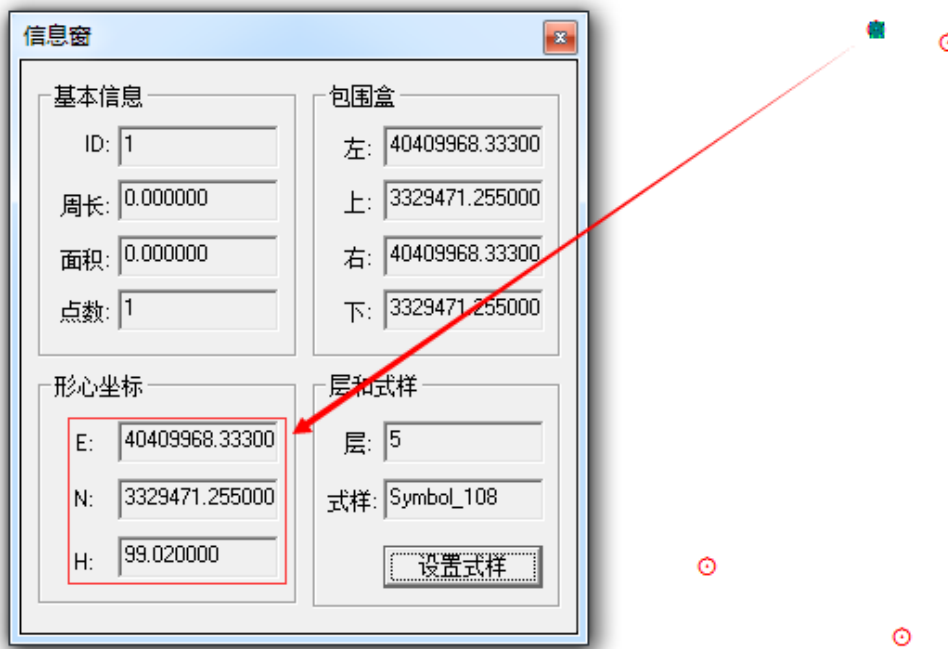 信息窗
基本信息
ID: 1
周长: 0.000000
面积: 0.000000
点数: 1
包围盒
左: 40409968.33300
上: 3329471.255000
右: 40409968.33300
下: 3329471.255000
形心坐标
E: 40409968.33300
N: 3329471.255000
H: 99.020000
层和式样
层: 5
式样: Symbol_108
设置式样